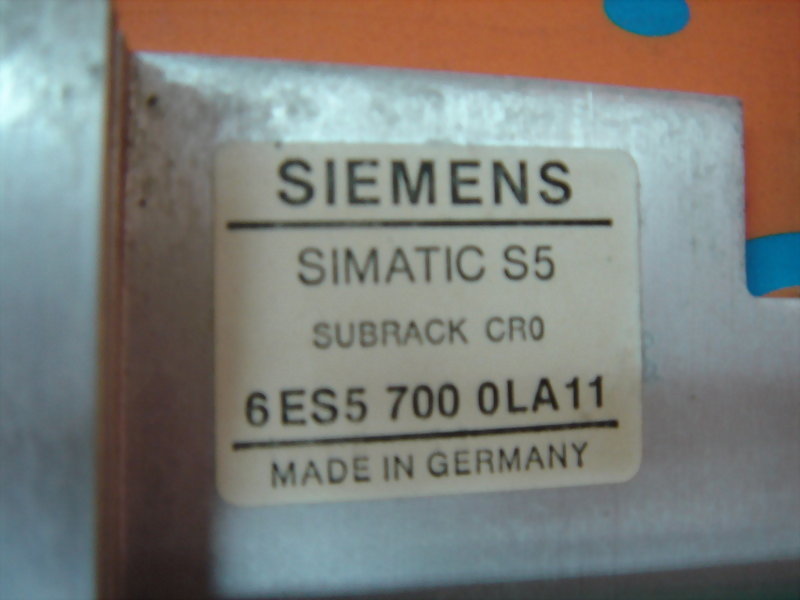 SIEMENS
SIMATIC S5
SUBRACK CR0
6ES5 700 0LA11
MADE IN GERMANY